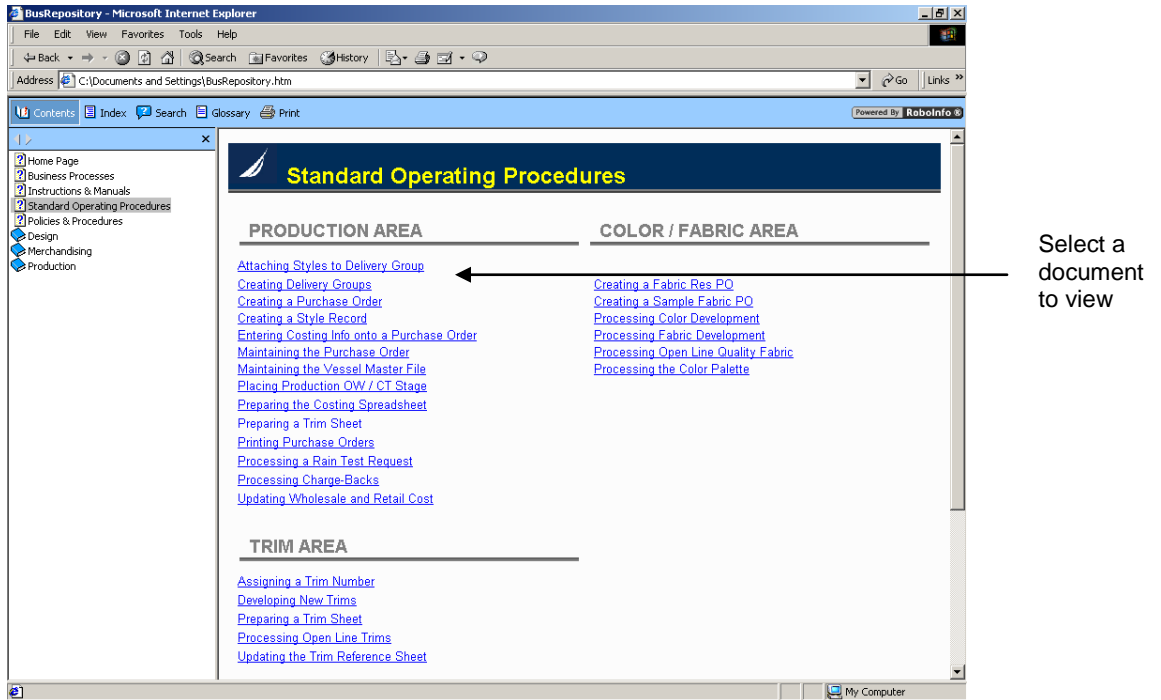 BusRepository - Microsoft Internet Explorer
File Edit View Favorites Tools Help
Back Search Favorites History
Address C:\Documents and Settings\BusRepository.htm Go Links »
Contents Index Search Glossary Print Powered By RoboInfo ®
Home Page
Business Processes
Instructions & Manuals
Standard Operating Procedures
Policies & Procedures
Design
Merchandising
Production
Standard Operating Procedures
PRODUCTION AREA
Attaching Styles to Delivery Group
Creating Delivery Groups
Creating a Purchase Order
Creating a Style Record
Entering Costing Info onto a Purchase Order
Maintaining the Purchase Order
Maintaining the Vessel Master File
Placing Production OW / CT Stage
Preparing the Costing Spreadsheet
Preparing a Trim Sheet
Printing Purchase Orders
Processing a Rain Test Request
Processing Charge-Backs
Updating Wholesale and Retail Cost
COLOR / FABRIC AREA
Creating a Fabric Res PO
Creating a Sample Fabric PO
Processing Color Development
Processing Fabric Development
Processing Open Line Quality Fabric
Processing the Color Palette
TRIM AREA
Assigning a Trim Number
Developing New Trims
Preparing a Trim Sheet
Processing Open Line Trims
Updating the Trim Reference Sheet
My Computer
Select a
document
to view